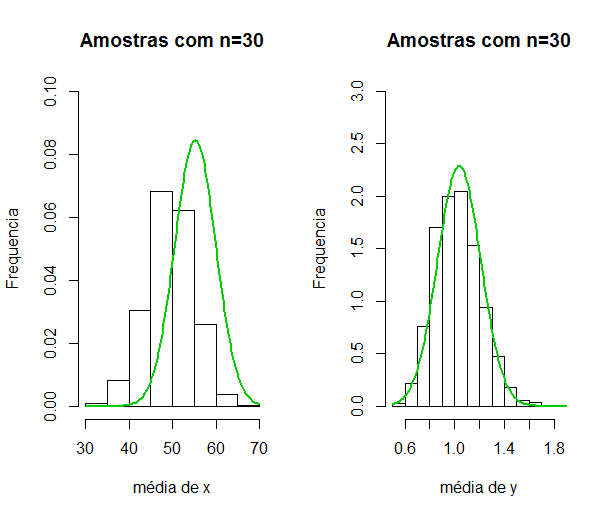 Amostras com n=30
Frequencia
0.00 0.02 0.04 0.06 0.08 0.10
30 40 50 60 70
média de x
Amostras com n=30
Frequencia
0.0 0.5 1.0 1.5 2.0 2.5 3.0
0.6 1.0 1.4 1.8
média de y